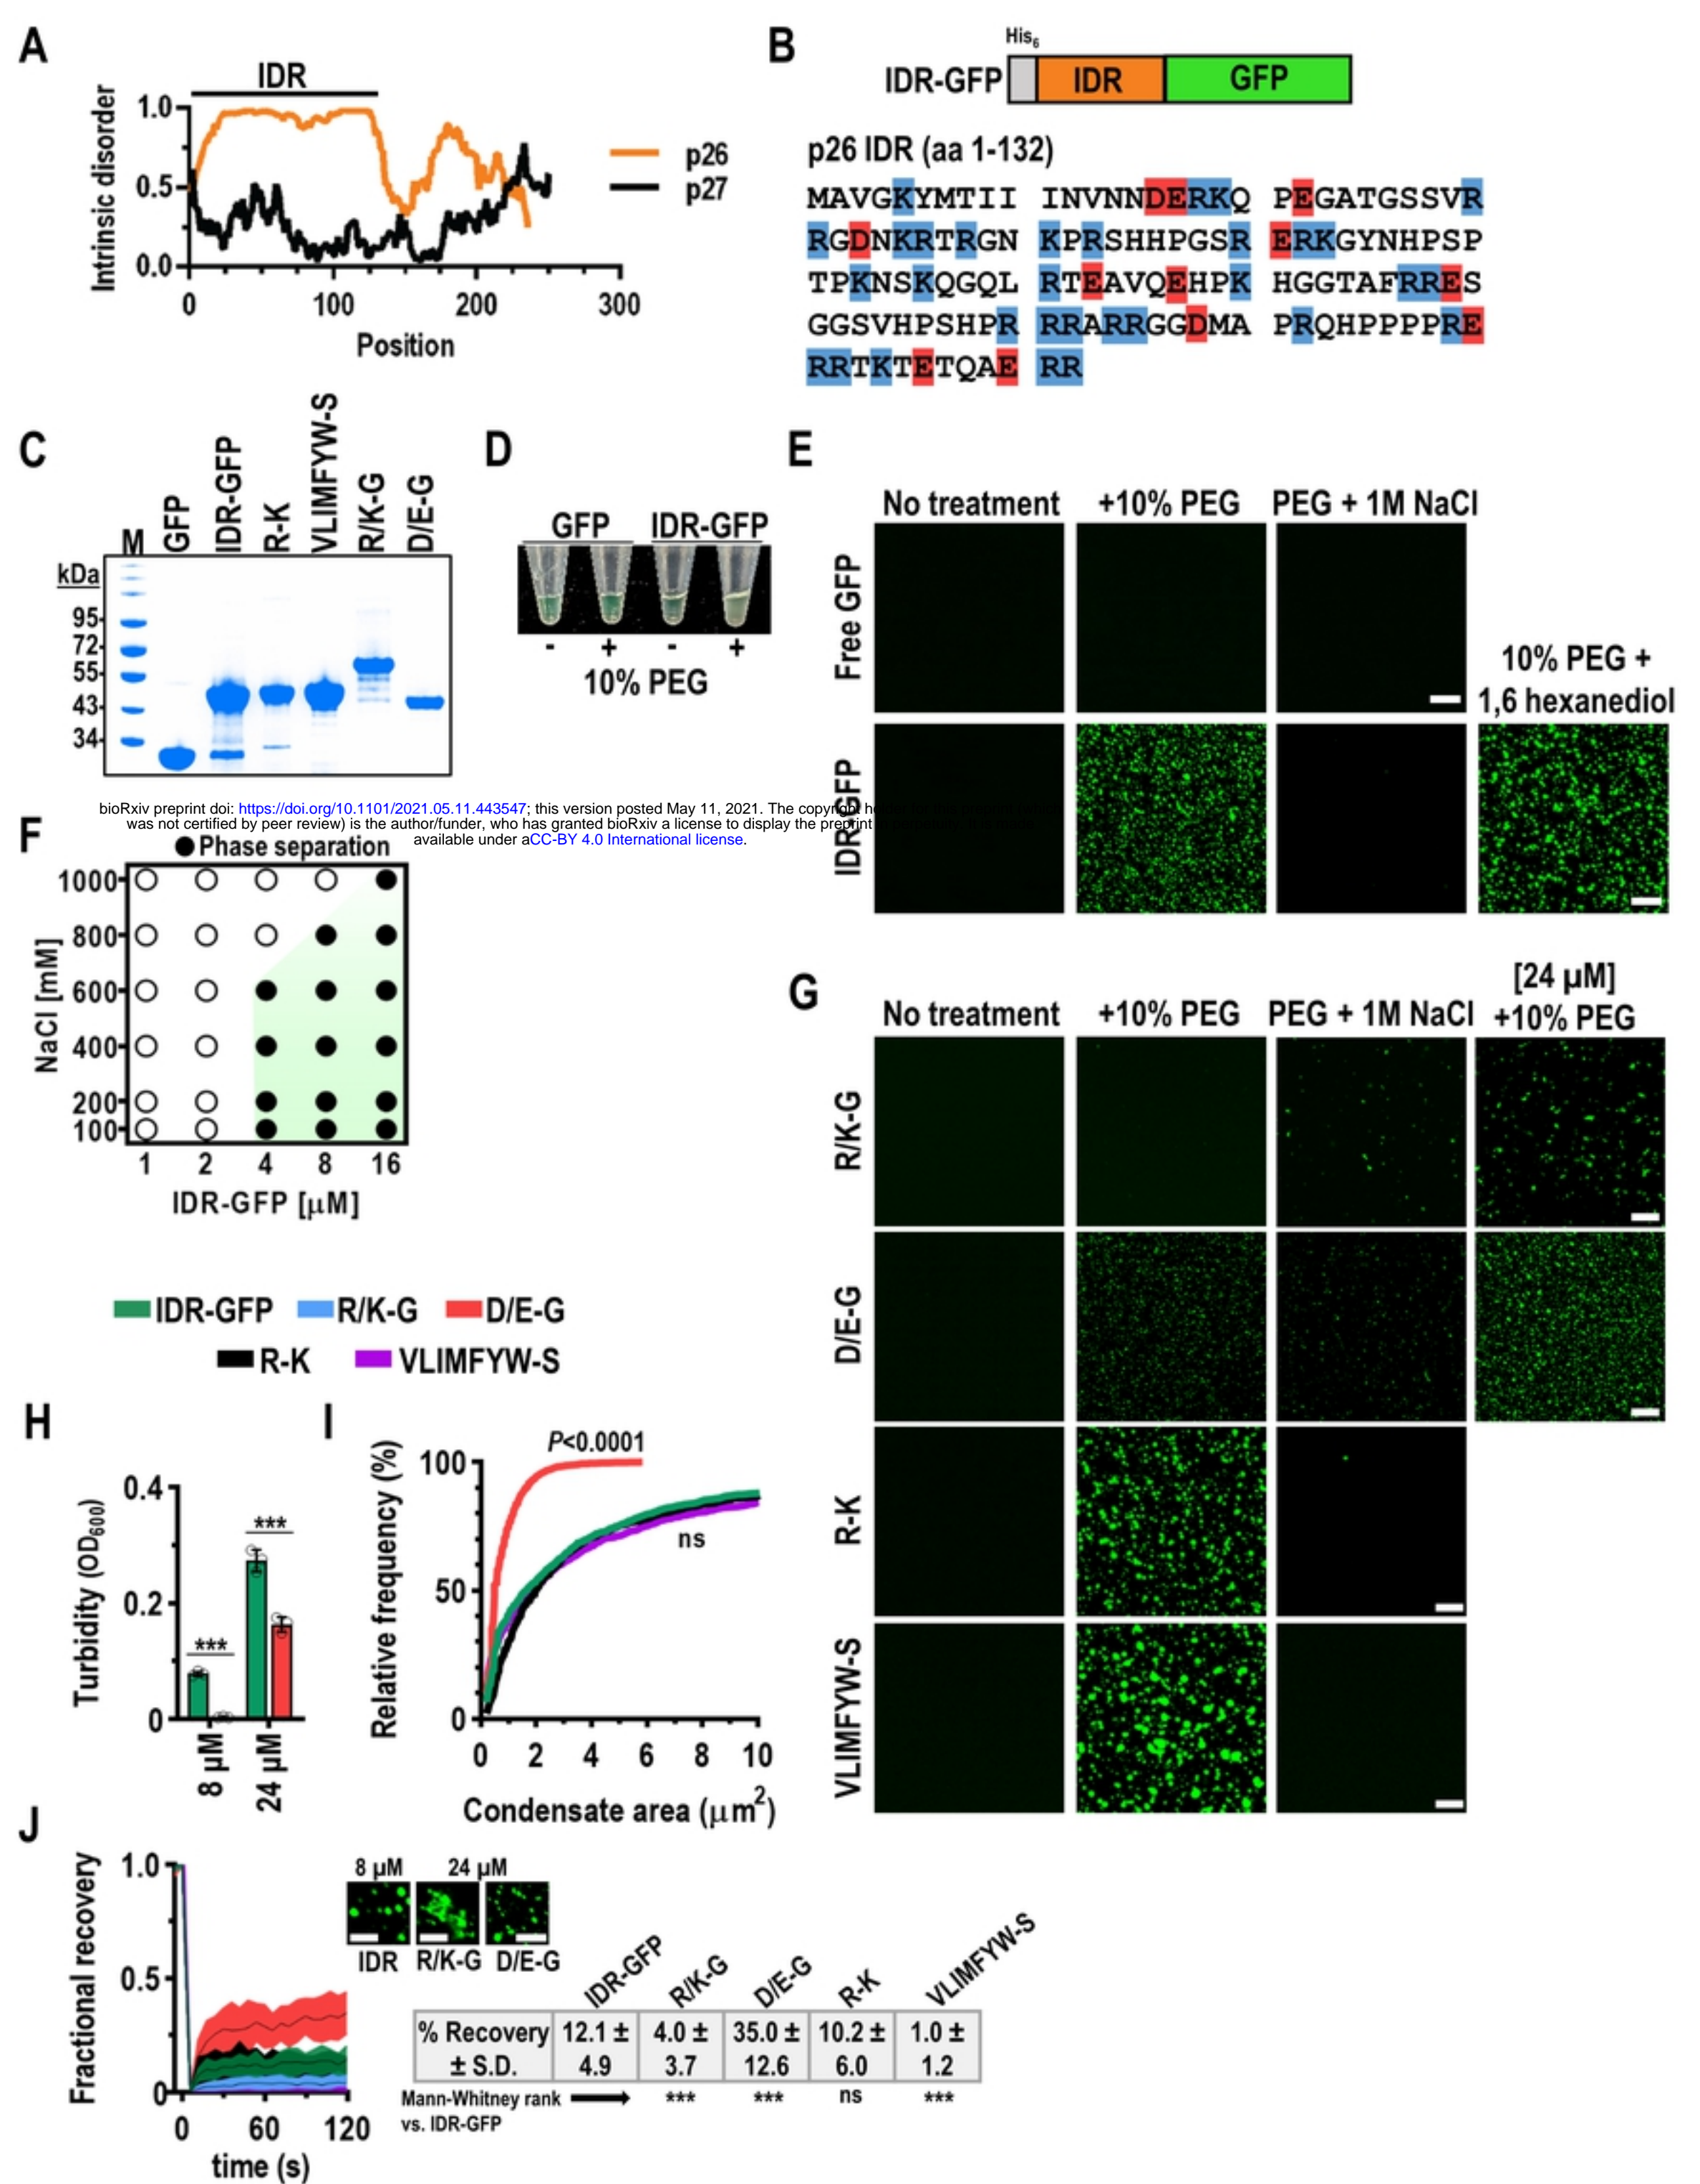 A
IDR
Intrinsic disorder
1.0
0.5
0.0
0 100 200 300
Position
p26
p27
B
His6
IDR-GFP IDR GFP
p26 IDR (aa 1-132)
MAVGKYMTII INVNNDERKQ PEGATGSSVR
RGDNKRTRGN KPRSHHPGSR ERKGYNHPSP
TPKNSKQGQL RTEAVQEHPK HGGTAFRRES
GGSVHPSHPR RRARRGGDMA PRQHPPPPRE
RRTKTETQAE RR
C
M GFP IDR-GFP R-K VLIMFYW-S R/K-G D/E-G
kDa
95
72
55
43
34
D
GFP IDR-GFP
- + - +
10% PEG
E
No treatment +10% PEG PEG + 1M NaCl
Free GFP
10% PEG +
1,6 hexanediol
IDR-GFP
bioRxiv preprint doi: https://doi.org/10.1101/2021.05.11.443547; this version posted May 11, 2021. The copyright
was not certified by peer review) is the author/funder, who has granted bioRxiv a license to display the preprint
available under aCC-BY 4.0 International license.
F
Phase separation
NaCl [mM]
1000
800
600
400
200
100
1 2 4 8 16
IDR-GFP [μM]
G
No treatment +10% PEG PEG + 1M NaCl
[24 μM]
+10% PEG
R/K-G
D/E-G
R-K
VLIMFYW-S
IDR-GFP R/K-G D/E-G
R-K VLIMFYW-S
H
Turbidity (OD600)
0.4
0.2
0
***
***
8 μM
24 μM
I
Relative frequency (%)
P<0.0001
100
50
0
ns
0 2 4 6 8 10
Condensate area (μm2)
J
Fractional recovery
1.0
0.5
0
0 60 120
time (s)
8 μM 24 μM
IDR R/K-G D/E-G
IDR-GFP R/K-G D/E-G R-K VLIMFYW-S
% Recovery 12.1 ± 4.0 ± 35.0 ± 10.2 ± 1.0 ±
± S.D. 4.9 3.7 12.6 6.0 1.2
Mann-Whitney rank *** *** ns ***
vs. IDR-GFP